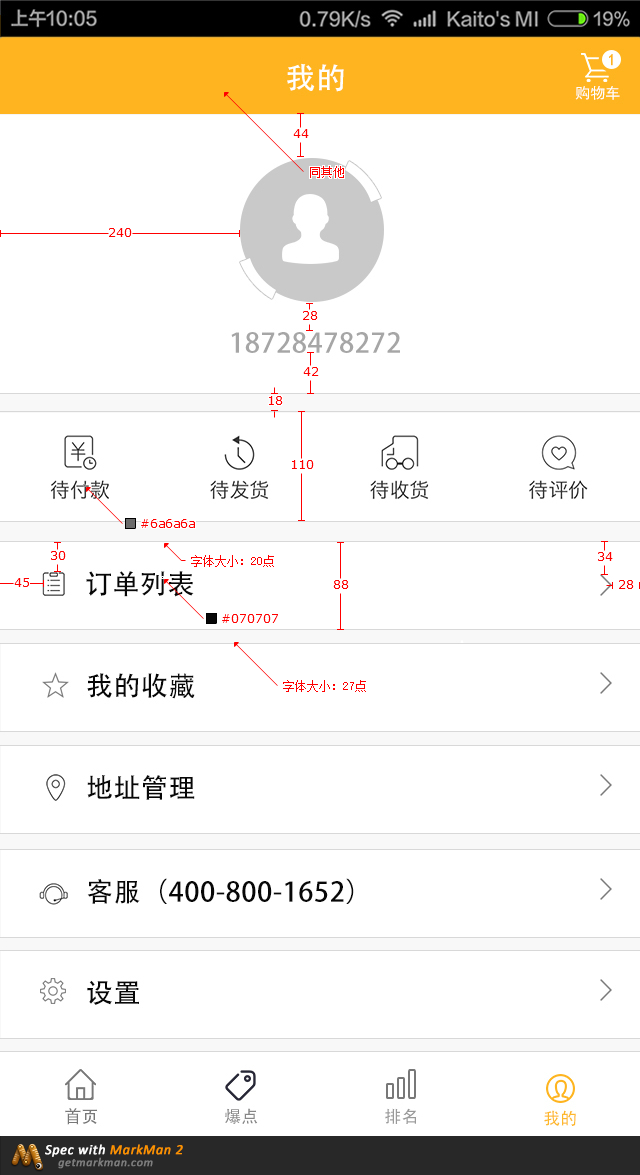 上午10:05 0.79K/s Kaito's MI 19%
我的
1
购物车
44
同其他
240
28
18728478272
42
18
110
待付款 待发货 待收货 待评价
#6a6a6a
30 字体大小：20点 34
45 订单列表 88 28
#070707
我的收藏
字体大小：27点
地址管理
客服（400-800-1652）
设置
首页 爆点 排名 我的
Spec with MarkMan 2
getmarkman.com